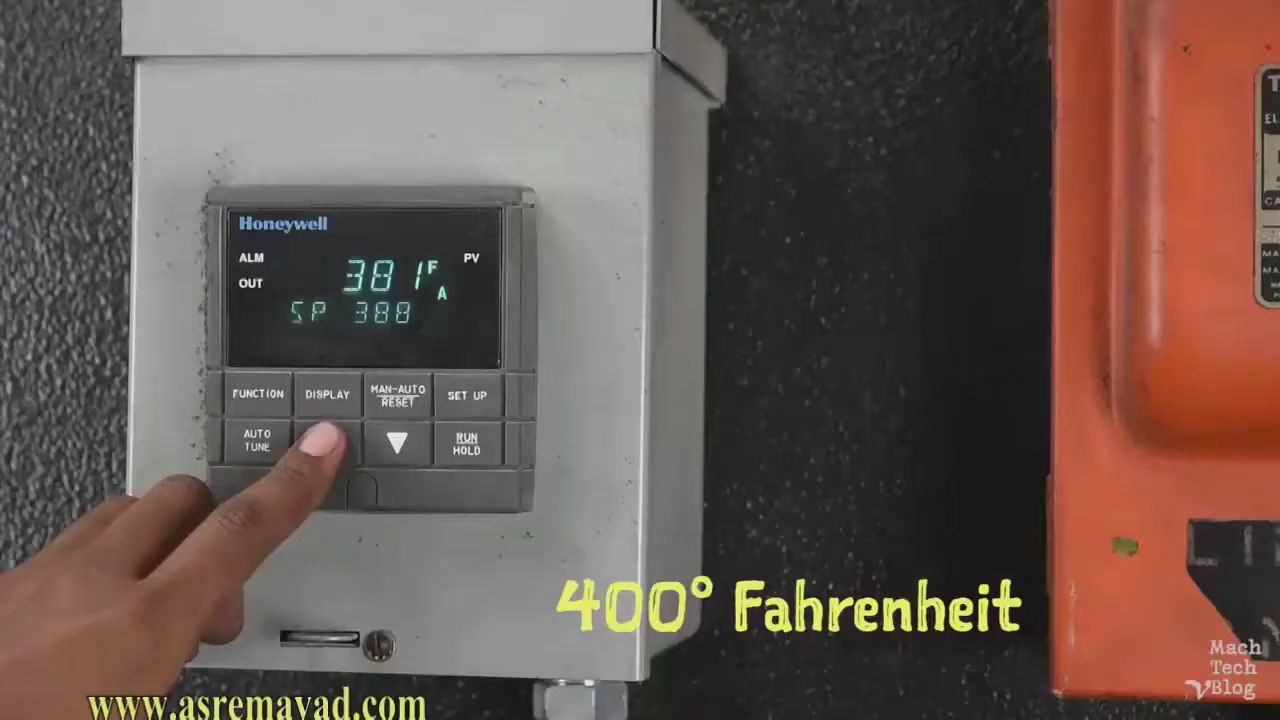 Honeywell
ALM
381 F
PV
OUT
A
SP 388
FUNCTION
DISPLAY
MAN-AUTO
RESET
SET UP
AUTO
TUNE
RUN
HOLD
400° Fahrenheit
Mach
Tech
Blog
www.asremavad.com